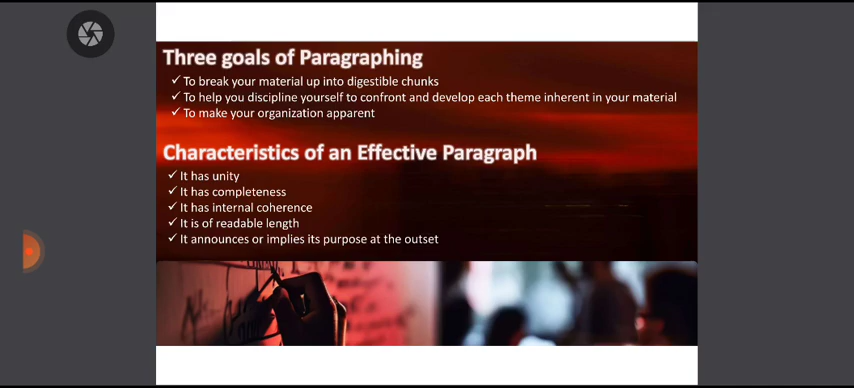 Three goals of Paragraphing
✓ To break your material up into digestible chunks
✓ To help you discipline yourself to confront and develop each theme inherent in your material
✓ To make your organization apparent
Characteristics of an Effective Paragraph
✓ It has unity
✓ It has completeness
✓ It has internal coherence
✓ It is of readable length
✓ It announces or implies its purpose at the outset